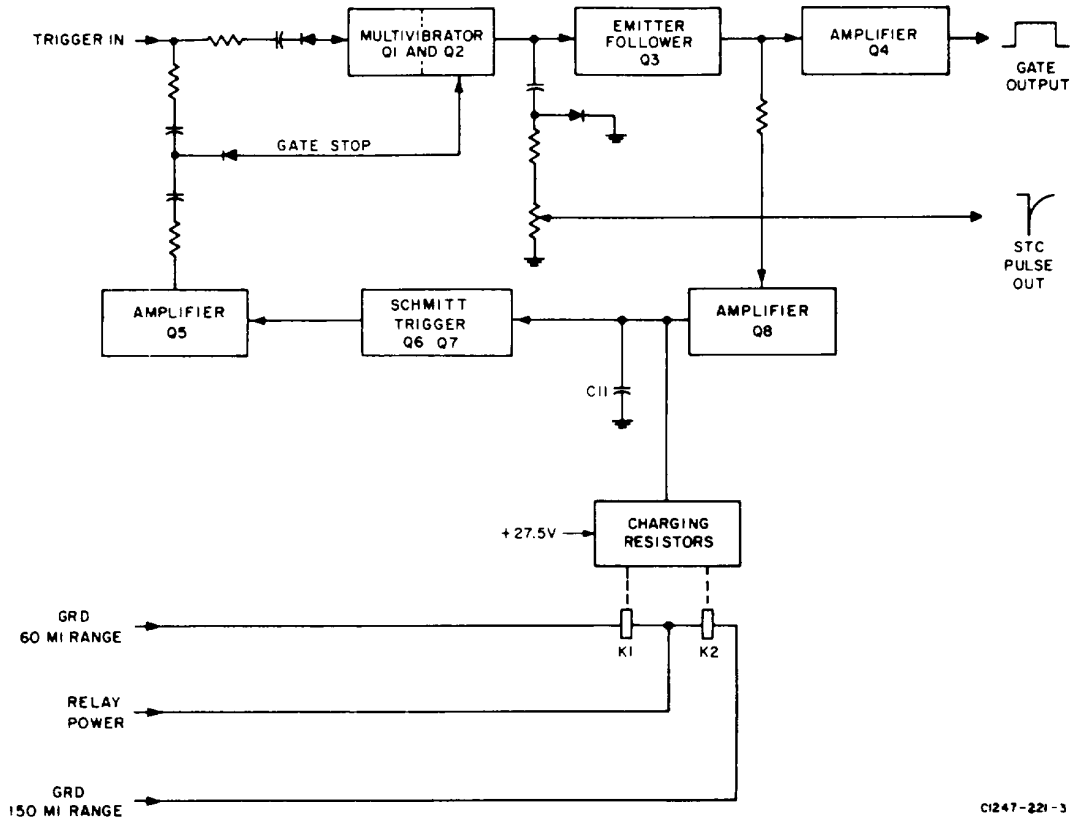 TRIGGER IN
MULTIVIBRATOR
Q1 AND Q2
EMITTER
FOLLOWER
Q3
AMPLIFIER
Q4
GATE
OUTPUT
GATE STOP
STC
PULSE
OUT
AMPLIFIER
Q5
SCHMITT
TRIGGER
Q6 Q7
AMPLIFIER
Q8
C11
+27.5V
CHARGING
RESISTORS
GRD
60 MI RANGE
K1
K2
RELAY
POWER
GRD
150 MI RANGE
C1247-221-3